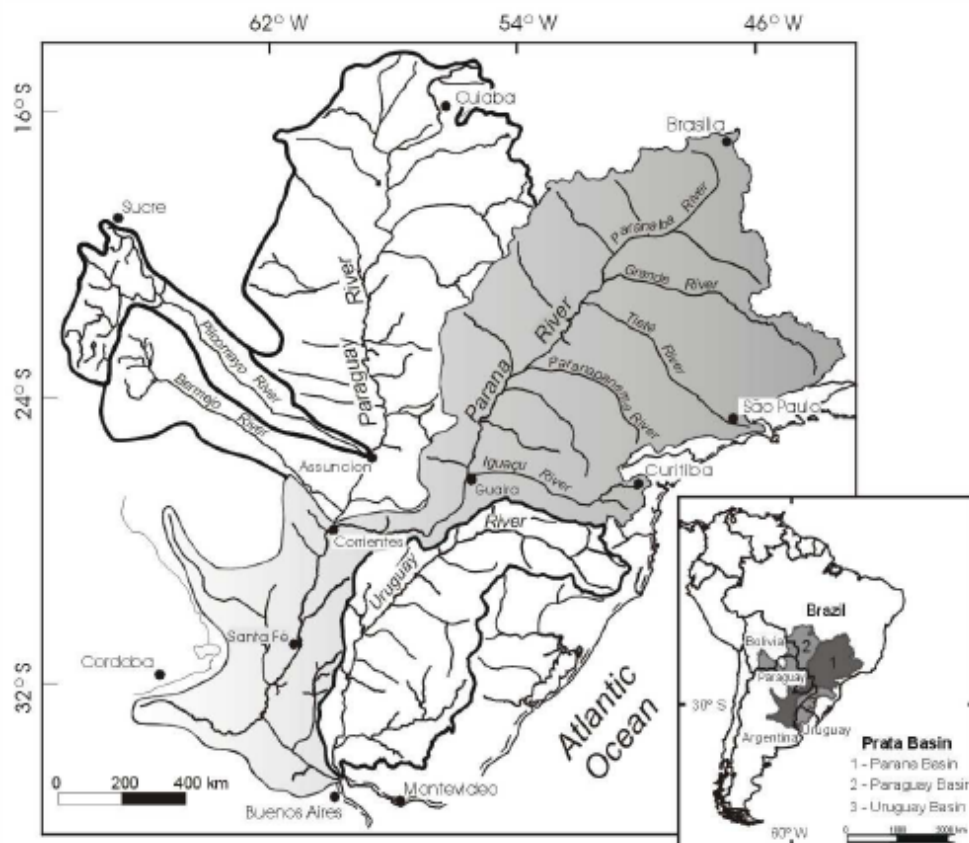 62° W
54° W
46° W
16° S
24° S
32° S
Cuiaba
Brasilia
Sucre
Paranaiba River
Grande River
Tiete River
Paraguay River
Parana River
Pilcomayo River
Bermejo River
Paranapanema River
São Paulo
Assuncion
Iguaçu River
Curitiba
Guaira
Corrientes
Uruguay River
Santa Fé
Cordoba
Atlantic
Ocean
0 200 400 km
Montevideo
Buenos Aires
Brazil
Bolivia
2
1
Paraguay
30° S
Uruguay
Argentina
Prata Basin
1 - Parana Basin
2 - Paraguay Basin
3 - Uruguay Basin
60° W
0